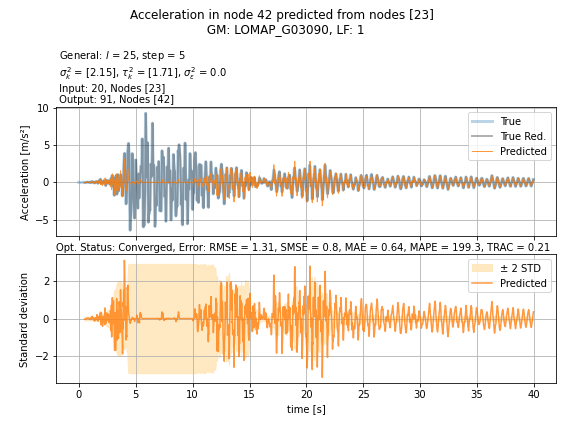 Acceleration in node 42 predicted from nodes [23]
GM: LOMAP_G03090, LF: 1
General: l = 25, step = 5
σ²ₖ = [2.15], τ²ₖ = [1.71], σ²ε = 0.0
Input: 20, Nodes [23]
Output: 91, Nodes [42]
Acceleration [m/s²]
10
5
0
−5
True
True Red.
Predicted
Opt. Status: Converged, Error: RMSE = 1.31, SMSE = 0.8, MAE = 0.64, MAPE = 199.3, TRAC = 0.21
Standard deviation
2
0
−2
± 2 STD
Predicted
0 5 10 15 20 25 30 35 40
time [s]